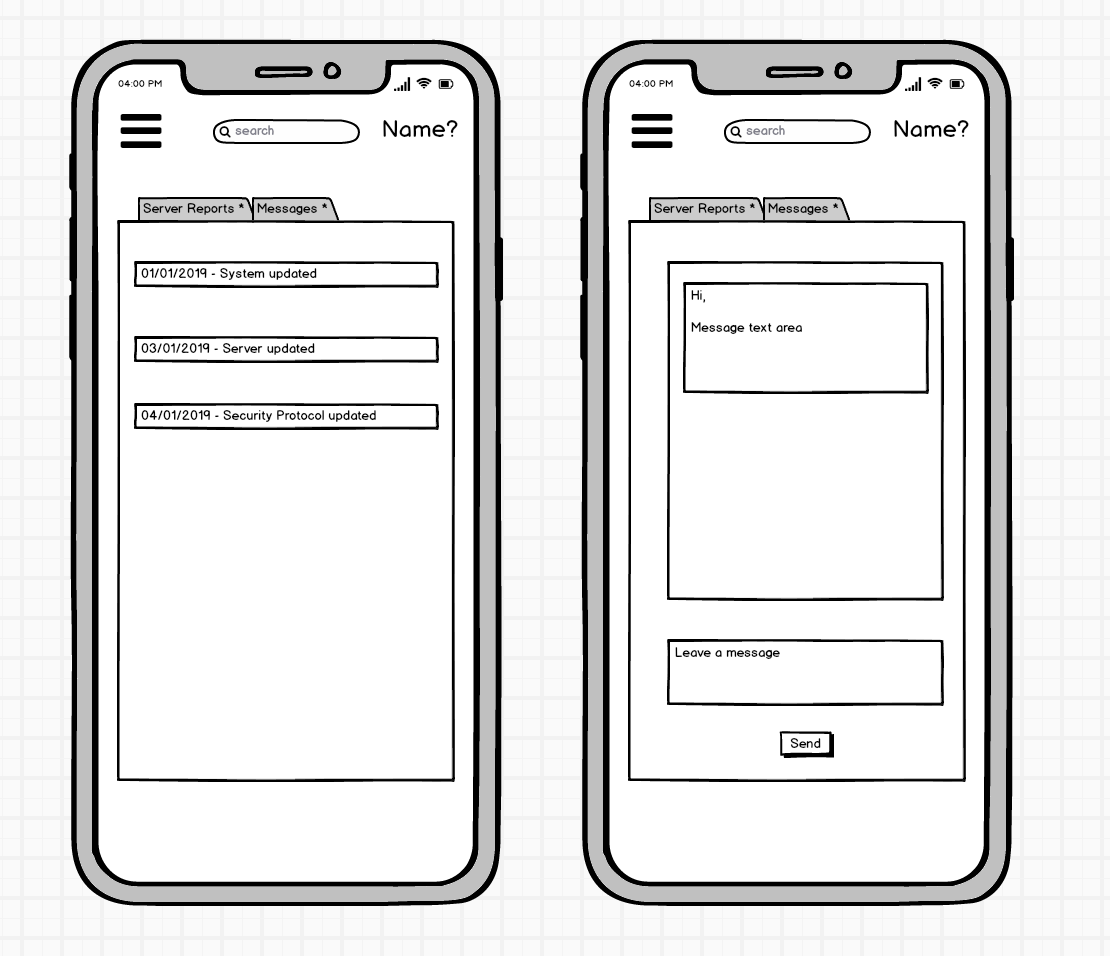 04:00 PM
search
Name?
Server Reports *
Messages *
01/01/2019 - System updated
03/01/2019 - Server updated
04/01/2019 - Security Protocol updated
04:00 PM
search
Name?
Server Reports *
Messages *
Hi,
Message text area
Leave a message
Send